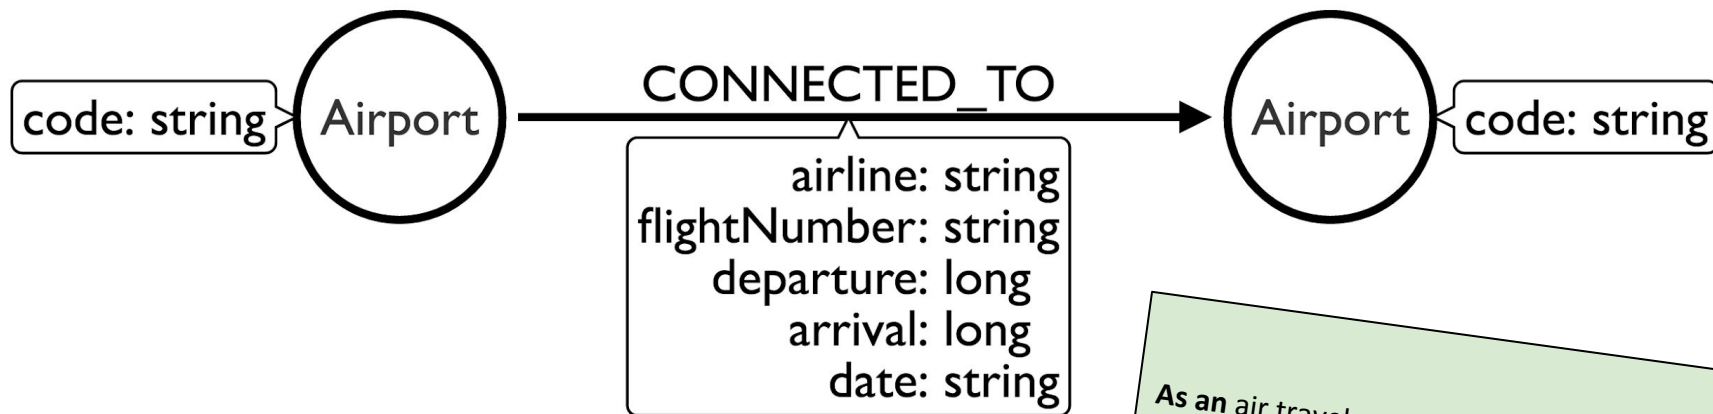 CONNECTED_TO
code: string
Airport
Airport
code: string
airline: string
flightNumber: string
departure: long
arrival: long
date: string
As an air